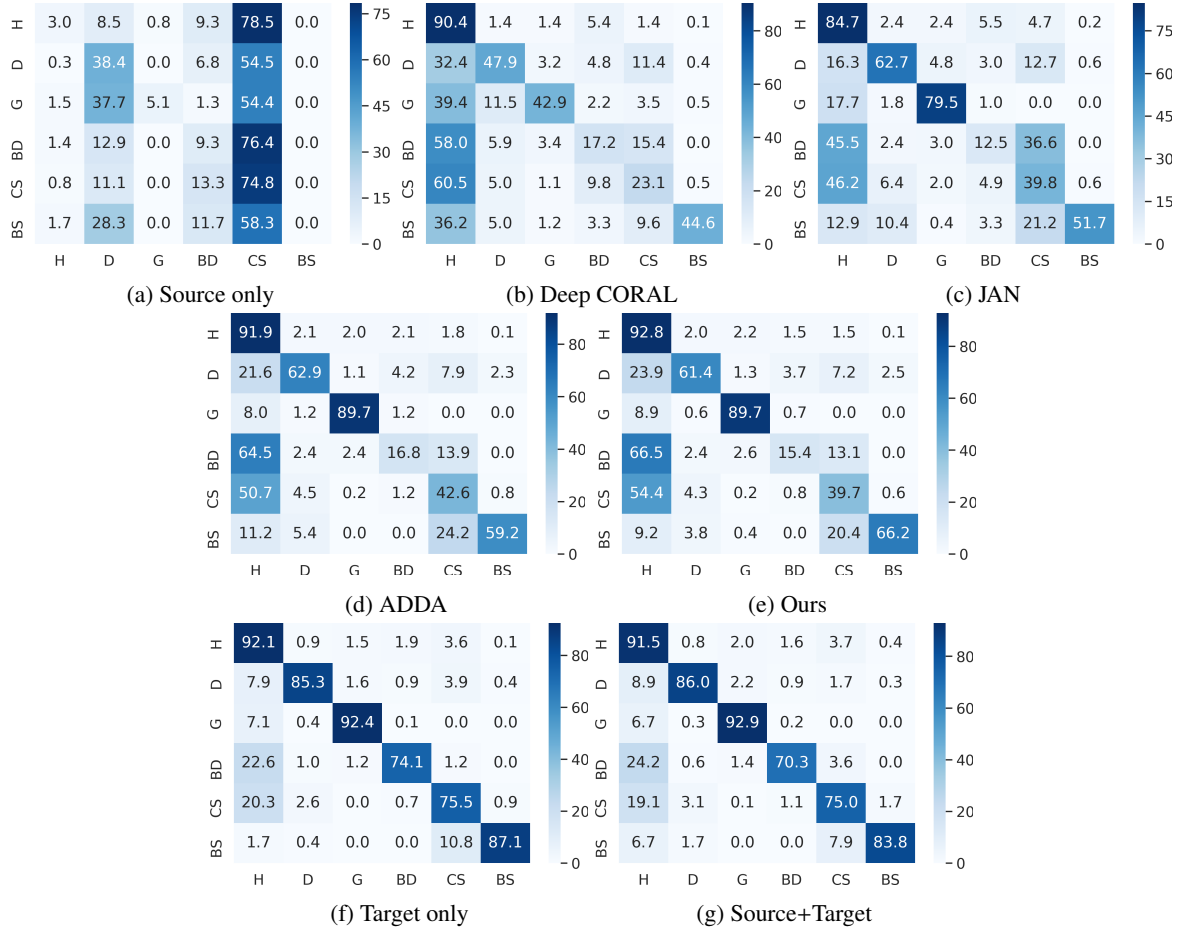 H 3.0 8.5 0.8 9.3 78.5 0.0
D 0.3 38.4 0.0 6.8 54.5 0.0
G 1.5 37.7 5.1 1.3 54.4 0.0
BD 1.4 12.9 0.0 9.3 76.4 0.0
CS 0.8 11.1 0.0 13.3 74.8 0.0
BS 1.7 28.3 0.0 11.7 58.3 0.0
H D G BD CS BS
75 60 45 30 15 0
(a) Source only
H 90.4 1.4 1.4 5.4 1.4 0.1
D 32.4 47.9 3.2 4.8 11.4 0.4
G 39.4 11.5 42.9 2.2 3.5 0.5
BD 58.0 5.9 3.4 17.2 15.4 0.0
CS 60.5 5.0 1.1 9.8 23.1 0.5
BS 36.2 5.0 1.2 3.3 9.6 44.6
H D G BD CS BS
80 60 40 20 0
(b) Deep CORAL
H 84.7 2.4 2.4 5.5 4.7 0.2
D 16.3 62.7 4.8 3.0 12.7 0.6
G 17.7 1.8 79.5 1.0 0.0 0.0
BD 45.5 2.4 3.0 12.5 36.6 0.0
CS 46.2 6.4 2.0 4.9 39.8 0.6
BS 12.9 10.4 0.4 3.3 21.2 51.7
H D G BD CS BS
75 60 45 30 15 0
(c) JAN
H 91.9 2.1 2.0 2.1 1.8 0.1
D 21.6 62.9 1.1 4.2 7.9 2.3
G 8.0 1.2 89.7 1.2 0.0 0.0
BD 64.5 2.4 2.4 16.8 13.9 0.0
CS 50.7 4.5 0.2 1.2 42.6 0.8
BS 11.2 5.4 0.0 0.0 24.2 59.2
H D G BD CS BS
80 60 40 20 0
(d) ADDA
H 92.8 2.0 2.2 1.5 1.5 0.1
D 23.9 61.4 1.3 3.7 7.2 2.5
G 8.9 0.6 89.7 0.7 0.0 0.0
BD 66.5 2.4 2.6 15.4 13.1 0.0
CS 54.4 4.3 0.2 0.8 39.7 0.6
BS 9.2 3.8 0.4 0.0 20.4 66.2
H D G BD CS BS
80 60 40 20 0
(e) Ours
H 92.1 0.9 1.5 1.9 3.6 0.1
D 7.9 85.3 1.6 0.9 3.9 0.4
G 7.1 0.4 92.4 0.1 0.0 0.0
BD 22.6 1.0 1.2 74.1 1.2 0.0
CS 20.3 2.6 0.0 0.7 75.5 0.9
BS 1.7 0.4 0.0 0.0 10.8 87.1
H D G BD CS BS
80 60 40 20 0
(f) Target only
H 91.5 0.8 2.0 1.6 3.7 0.4
D 8.9 86.0 2.2 0.9 1.7 0.3
G 6.7 0.3 92.9 0.2 0.0 0.0
BD 24.2 0.6 1.4 70.3 3.6 0.0
CS 19.1 3.1 0.1 1.1 75.0 1.7
BS 6.7 1.7 0.0 0.0 7.9 83.8
H D G BD CS BS
80 60 40 20 0
(g) Source+Target